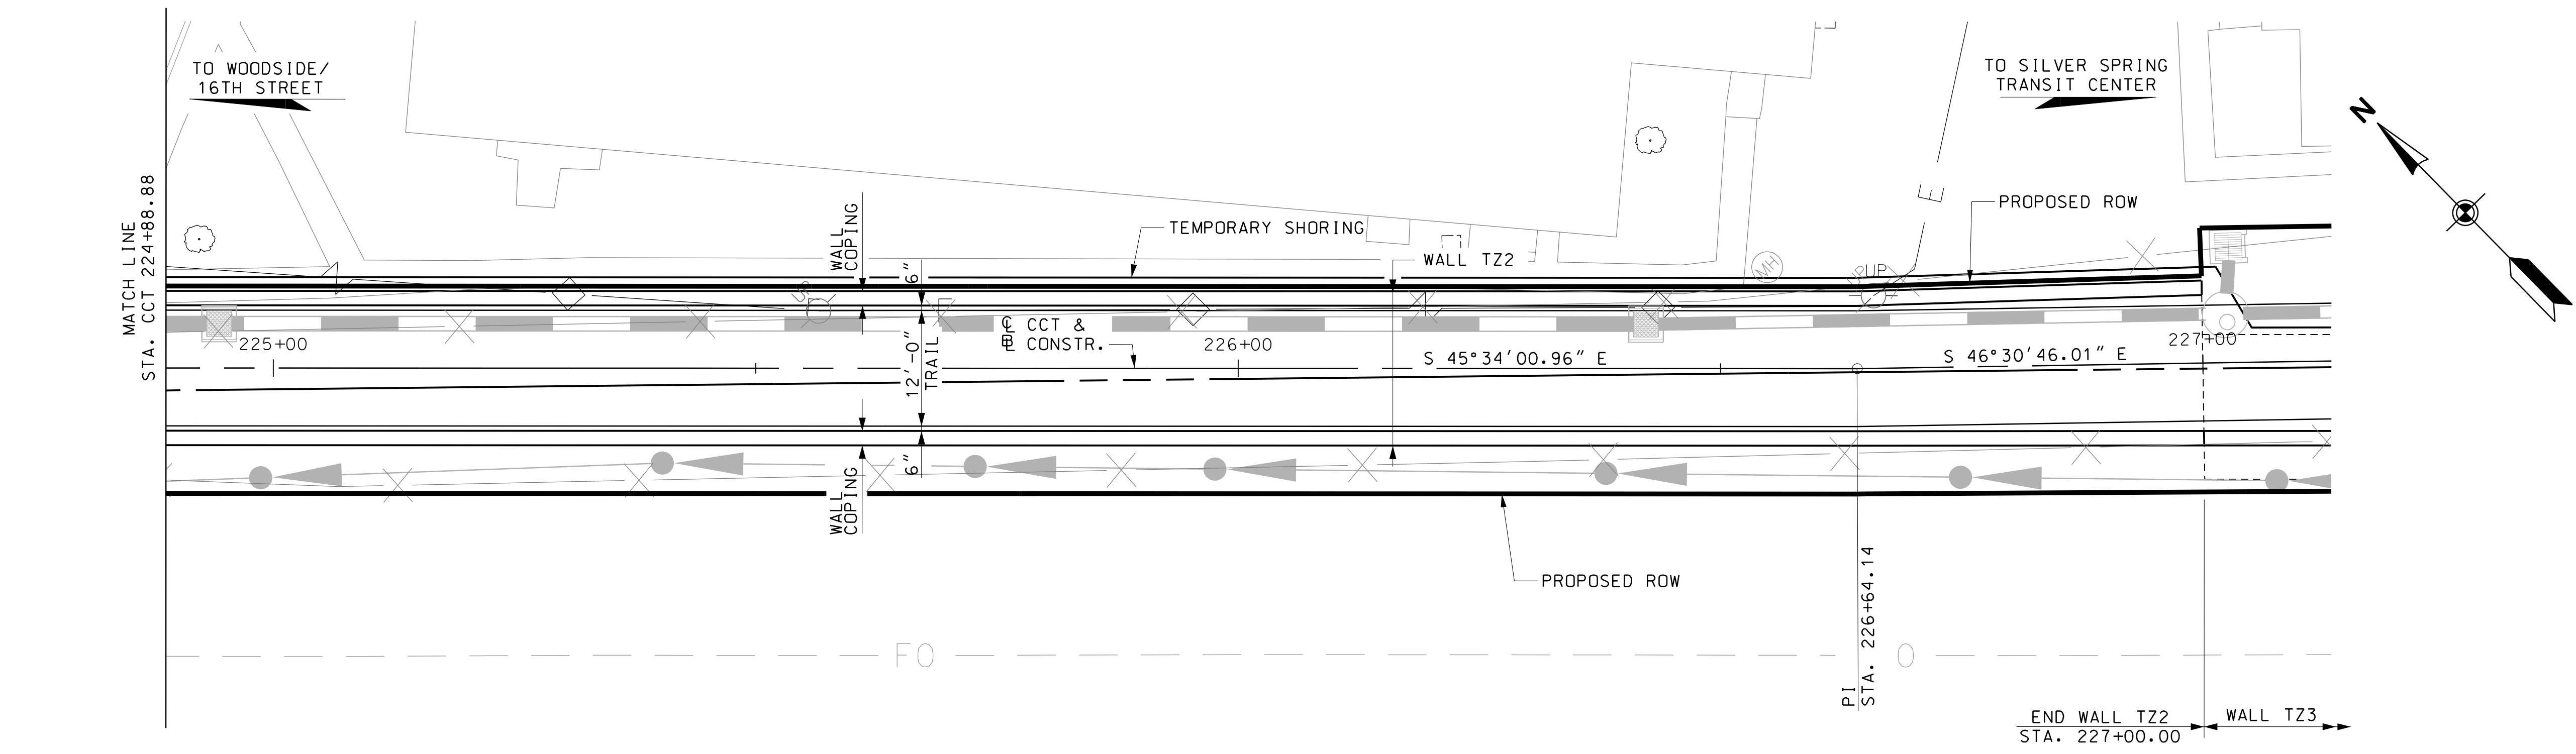 TO WOODSIDE/
16TH STREET
TO SILVER SPRING
TRANSIT CENTER
N
MATCH LINE
STA. CCT 224+88.88
WALL
COPING
6"
TEMPORARY SHORING
WALL TZ2
PROPOSED ROW
E
MH
UP
UP
225+00
12'-0"
TRAIL
CCT &
CONSTR.
226+00
S 45°34'00.96" E
S 46°30'46.01" E
227+00
6"
WALL
COPING
PROPOSED ROW
PI
STA. 226+64.14
FO
O
END WALL TZ2
STA. 227+00.00
WALL TZ3